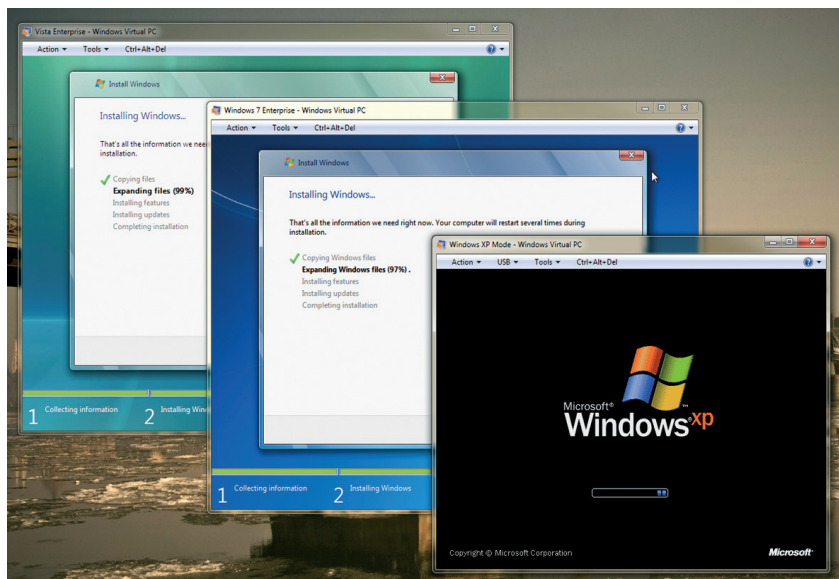 Vista Enterprise - Windows Virtual PC
Action Tools Ctrl+Alt+Del
Install Windows
Installing Windows...
That's all the information we need
installation.
Copying files
Expanding files (99%)
Installing features
Installing updates
Completing installation
1 Collecting information 2 Installing Wind
Windows 7 Enterprise - Windows Virtual PC
Action Tools Ctrl+Alt+Del
Install Windows
Installing Windows...
That's all the information we need right now. Your computer will restart several times during
installation.
Copying Windows files
Expanding Windows files (97%) .
Installing features
Installing updates
Completing installation
1 Collecting information 2 Installing Windows
Windows XP Mode - Windows Virtual PC
Action USB Tools Ctrl+Alt+Del
Microsoft®
Windows® xp ™
Copyright © Microsoft Corporation Microsoft®